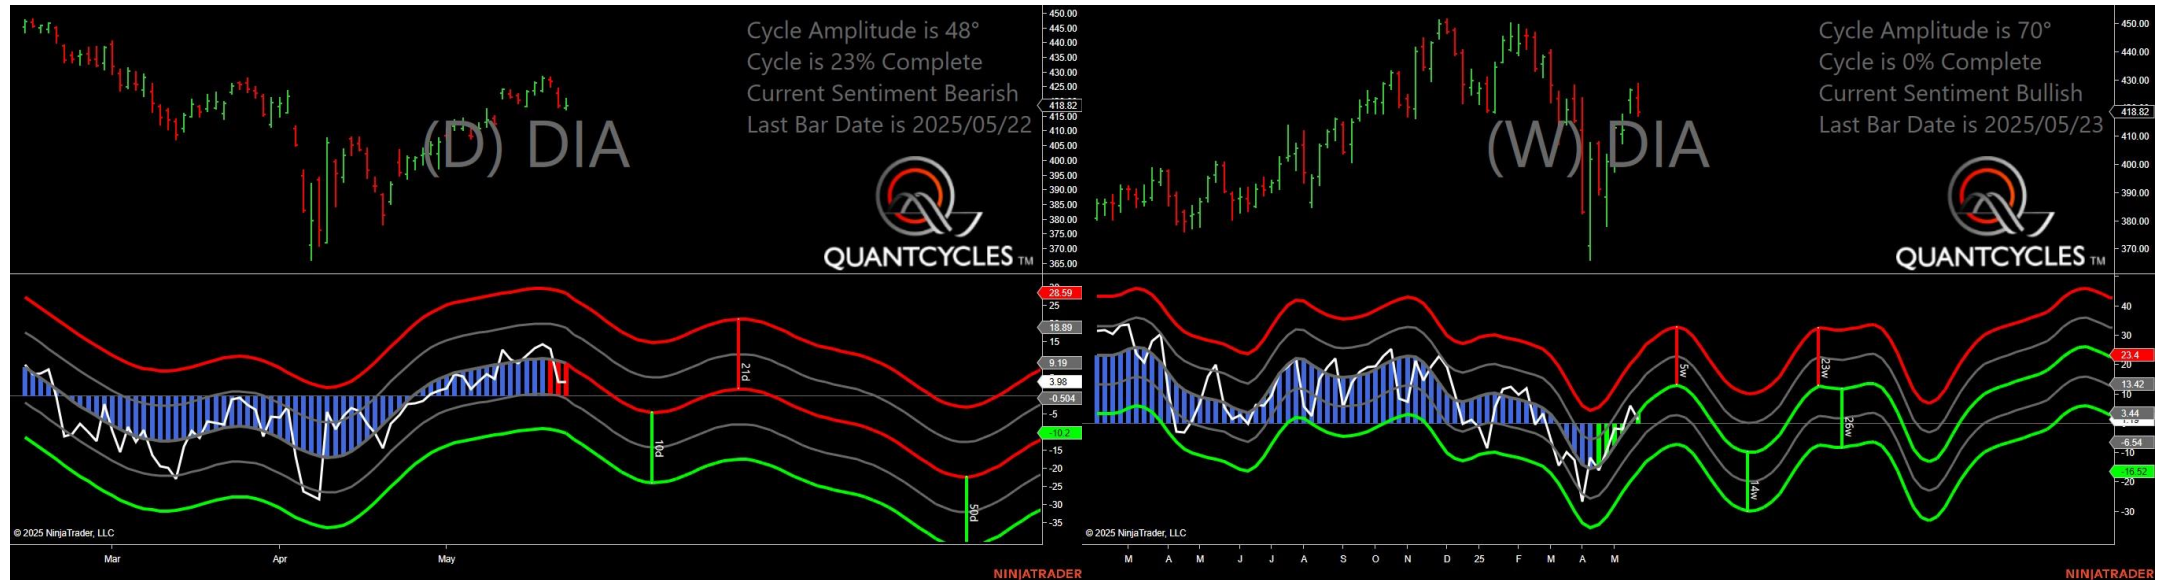 450.00
445.00
440.00
435.00
430.00
425.00
418.82
415.00
410.00
405.00
400.00
395.00
390.00
385.00
380.00
375.00
370.00
365.00
Cycle Amplitude is 48°
Cycle is 23% Complete
Current Sentiment Bearish
Last Bar Date is 2025/05/22
(D) DIA
QUANTCYCLES TM
28.59
25
18.89
15
9.19
3.98
-0.504
-5
-10.2
-15
-20
-25
-30
-35
10d
21d
50d
© 2025 NinjaTrader, LLC
Mar Apr May
NINJATRADER
450.00
440.00
430.00
418.82
410.00
400.00
390.00
380.00
370.00
Cycle Amplitude is 70°
Cycle is 0% Complete
Current Sentiment Bullish
Last Bar Date is 2025/05/23
(W) DIA
QUANTCYCLES TM
40
30
23.4
20
13.42
10
3.44
-6.54
-10
-16.52
-20
-30
5w
14w
23w
26w
© 2025 NinjaTrader, LLC
M A M J J A S O N D 25 F M A M
NINJATRADER